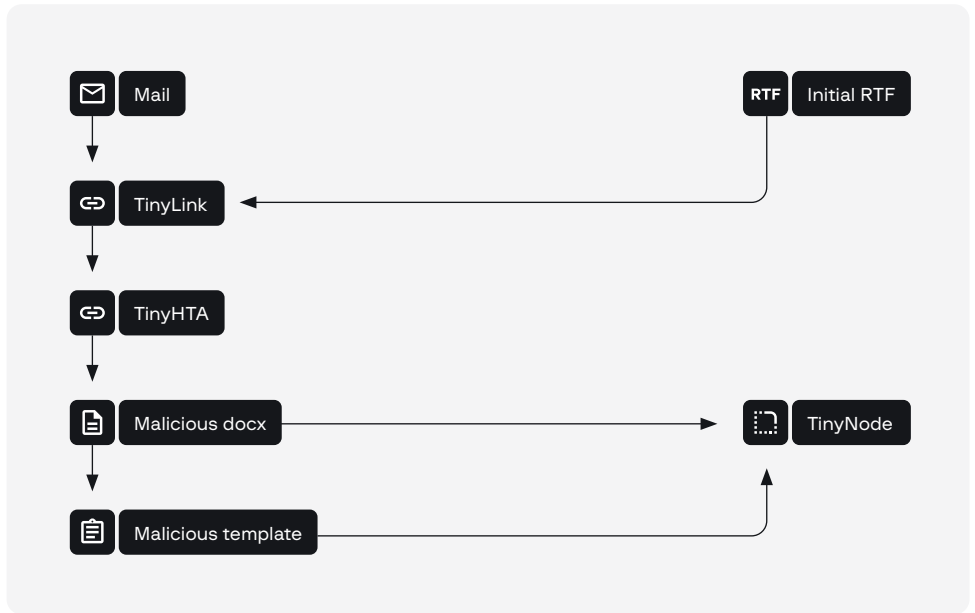 Mail
RTF Initial RTF
TinyLink
TinyHTA
Malicious docx
TinyNode
Malicious template